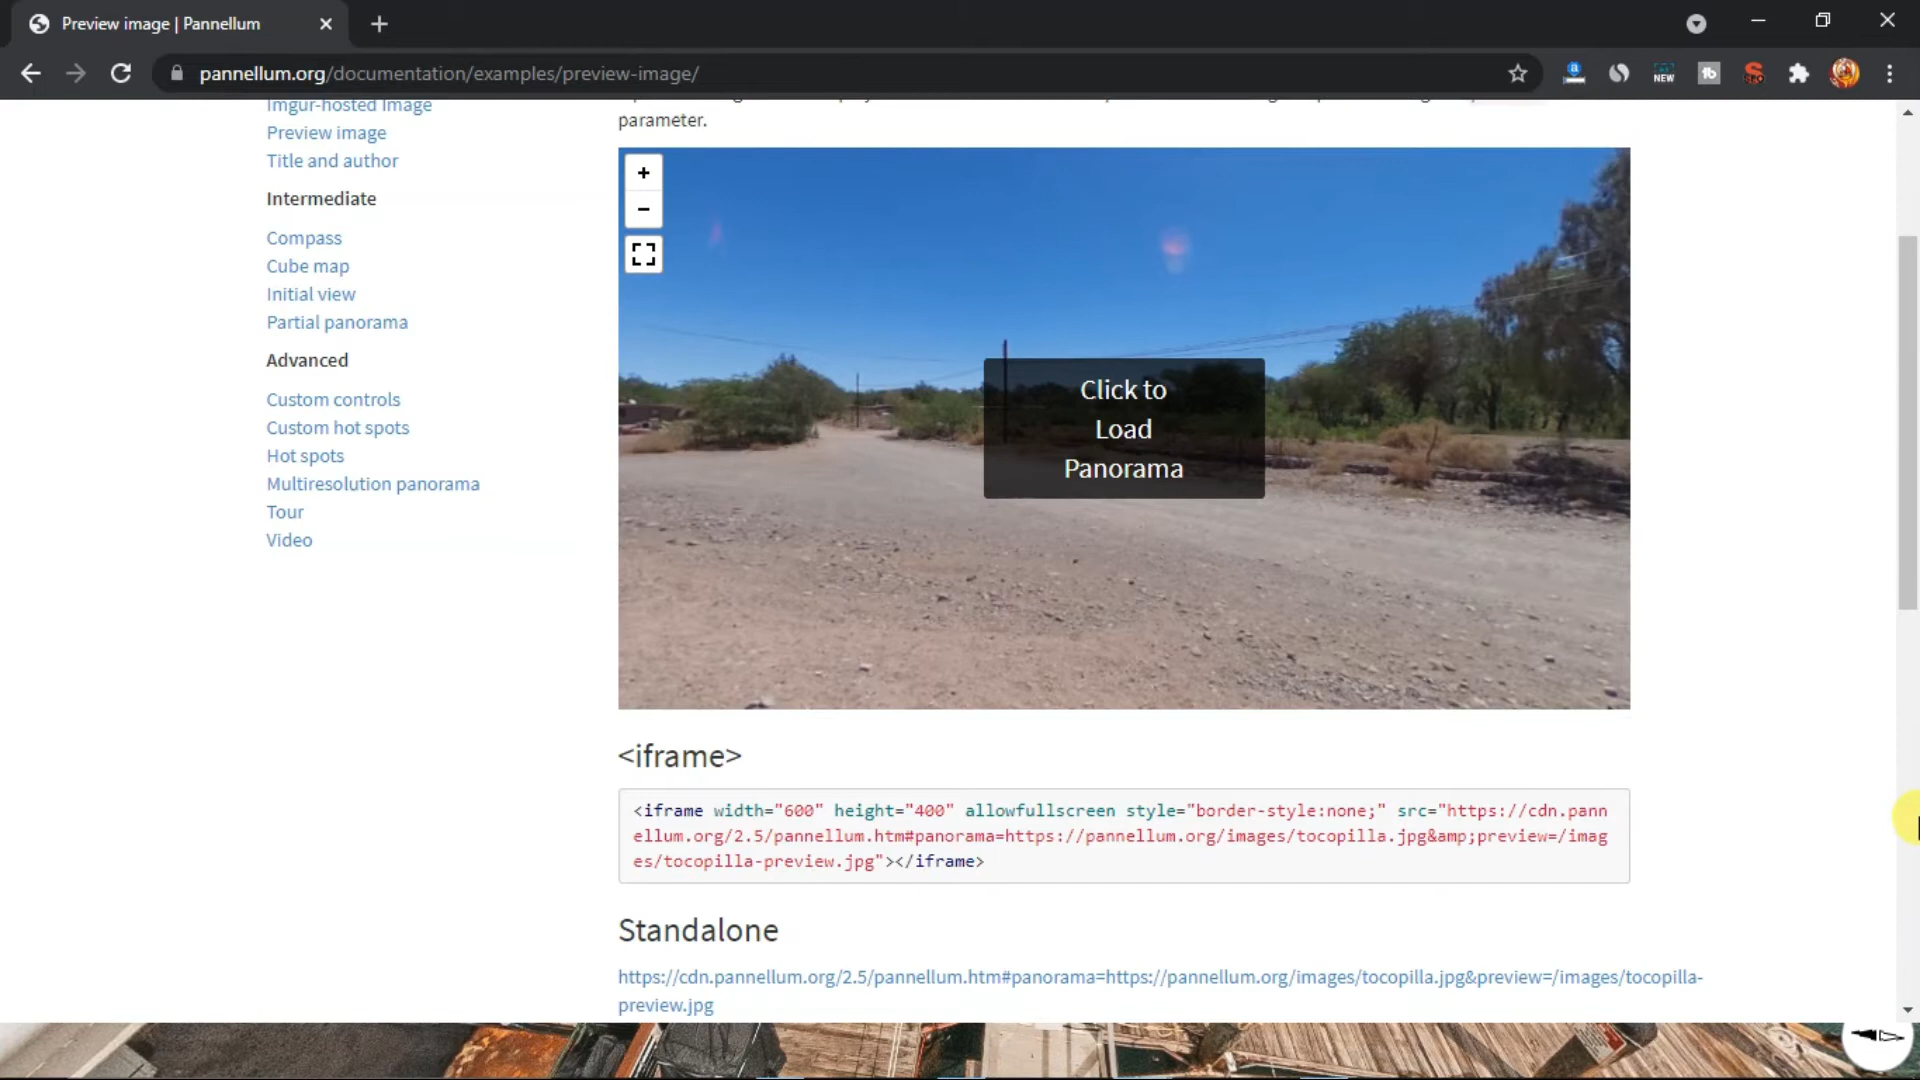 Preview image | Pannellum
pannellum.org/documentation/examples/preview-image/
NEW
tb
SEO
Imgur-hosted Image
Preview image
Title and author
Intermediate
Compass
Cube map
Initial view
Partial panorama
Advanced
Custom controls
Custom hot spots
Hot spots
Multiresolution panorama
Tour
Video
parameter.
+
−
Click to
Load
Panorama
<iframe>
<iframe width="600" height="400" allowfullscreen style="border-style:none;" src="https://cdn.pann
ellum.org/2.5/pannellum.htm#panorama=https://pannellum.org/images/tocopilla.jpg&amp;preview=/imag
es/tocopilla-preview.jpg"></iframe>
Standalone
https://cdn.pannellum.org/2.5/pannellum.htm#panorama=https://pannellum.org/images/tocopilla.jpg&preview=/images/tocopilla-
preview.jpg